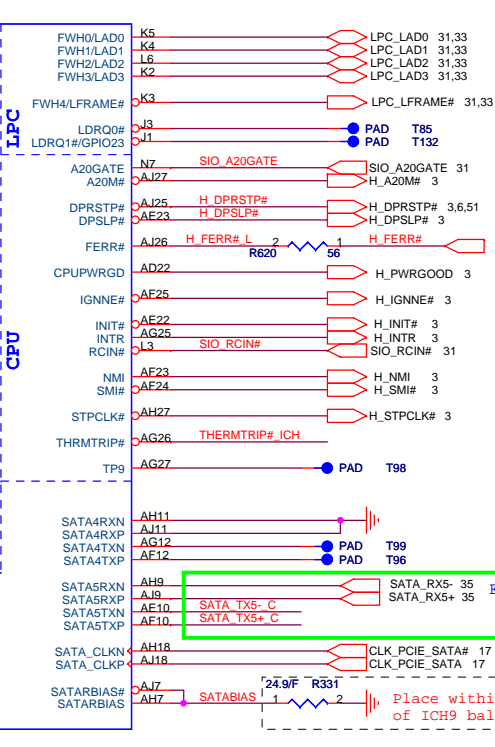 LPC
FWH0/LAD0 K5 LPC_LAD0 31,33
FWH1/LAD1 K4 LPC_LAD1 31,33
FWH2/LAD2 L6 LPC_LAD2 31,33
FWH3/LAD3 K2 LPC_LAD3 31,33
FWH4/LFRAME# K3 LPC_LFRAME# 31,33
LDRQ0# J3 PAD T85
LDRQ1#/GPIO23 J1 PAD T132
CPU
A20GATE N7 SIO_A20GATE SIO_A20GATE 31
A20M# AJ27 H_A20M# 3
DPRSTP# AJ25 H_DPRSTP# H_DPRSTP# 3,6,51
DPSLP# AE23 H_DPSLP# H_DPSLP# 3
FERR# AJ26 H_FERR#_L 2 1 H_FERR#
R620 56
CPUPWRGD AD22 H_PWRGOOD 3
IGNNE# AF25 H_IGNNE# 3
INIT# AE22 H_INIT# 3
INTR AG25 H_INTR 3
RCIN# L3 SIO_RCIN# SIO_RCIN# 31
NMI AF23 H_NMI 3
SMI# AF24 H_SMI# 3
STPCLK# AH27 H_STPCLK# 3
THRMTRIP# AG26 THERMTRIP#_ICH
TP9 AG27 PAD T98
SATA4RXN AH11
SATA4RXP AJ11
SATA4TXN AG12 PAD T99
SATA4TXP AF12 PAD T96
SATA5RXN AH9 SATA_RX5- 35
SATA5RXP AJ9 SATA_RX5+ 35
SATA5TXN AE10 SATA_TX5-_C
SATA5TXP AF10 SATA_TX5+_C
SATA_CLKN AH18 CLK_PCIE_SATA# 17
SATA_CLKP AJ18 CLK_PCIE_SATA 17
SATARBIAS# AJ7 24.9/F R331
SATARBIAS AH7 SATABIAS 1 2
Place withi
of ICH9 bal